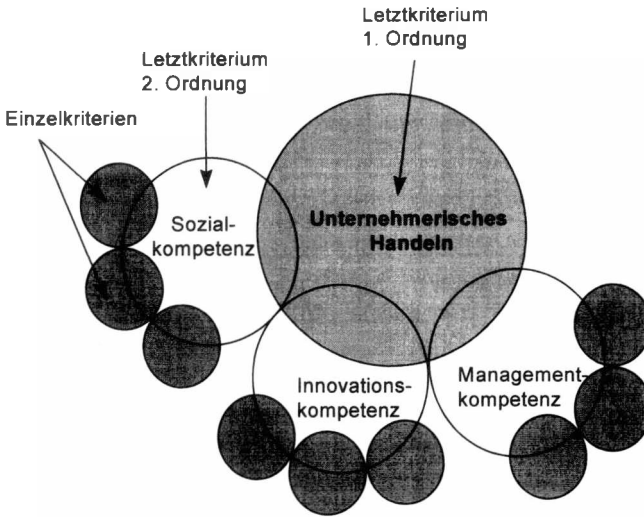 Letztkriterium
1. Ordnung
Letztkriterium
2. Ordnung
Einzelkriterien
Sozial-
kompetenz
Unternehmerisches
Handeln
Innovations-
kompetenz
Management-
kompetenz